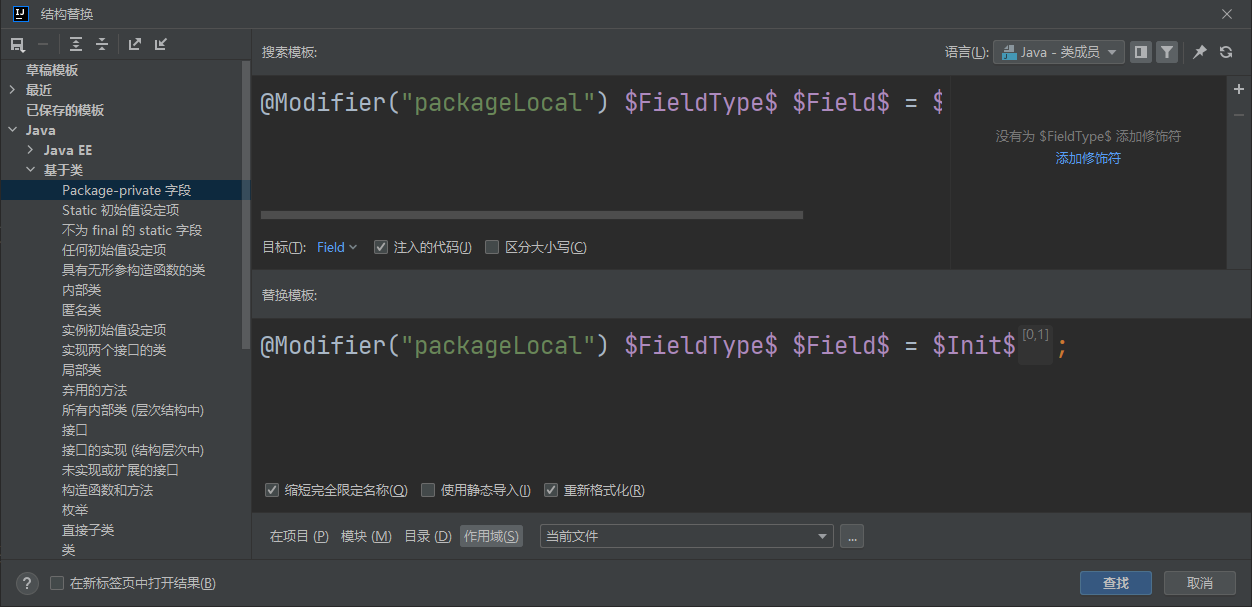 结构替换
草稿模板
最近
已保存的模板
Java
Java EE
基于类
Package-private 字段
Static 初始值设定项
不为 final 的 static 字段
任何初始值设定项
具有无形参构造函数的类
内部类
匿名类
实例初始值设定项
实现两个接口的类
局部类
弃用的方法
所有内部类 (层次结构中)
接口
接口的实现 (结构层次中)
未实现或扩展的接口
构造函数和方法
枚举
直接子类
类
搜索模板: 语言(L): Java - 类成员
@Modifier("packageLocal") $FieldType$ $Field$ = $
没有为 $FieldType$ 添加修饰符
添加修饰符
目标(T): Field 注入的代码(J) 区分大小写(C)
替换模板:
@Modifier("packageLocal") $FieldType$ $Field$ = $Init$ [0,1] ;
缩短完全限定名称(Q) 使用静态导入(I) 重新格式化(R)
在项目 (P) 模块 (M) 目录 (D) 作用域(S) 当前文件 ...
? 在新标签页中打开结果(B) 查找 取消